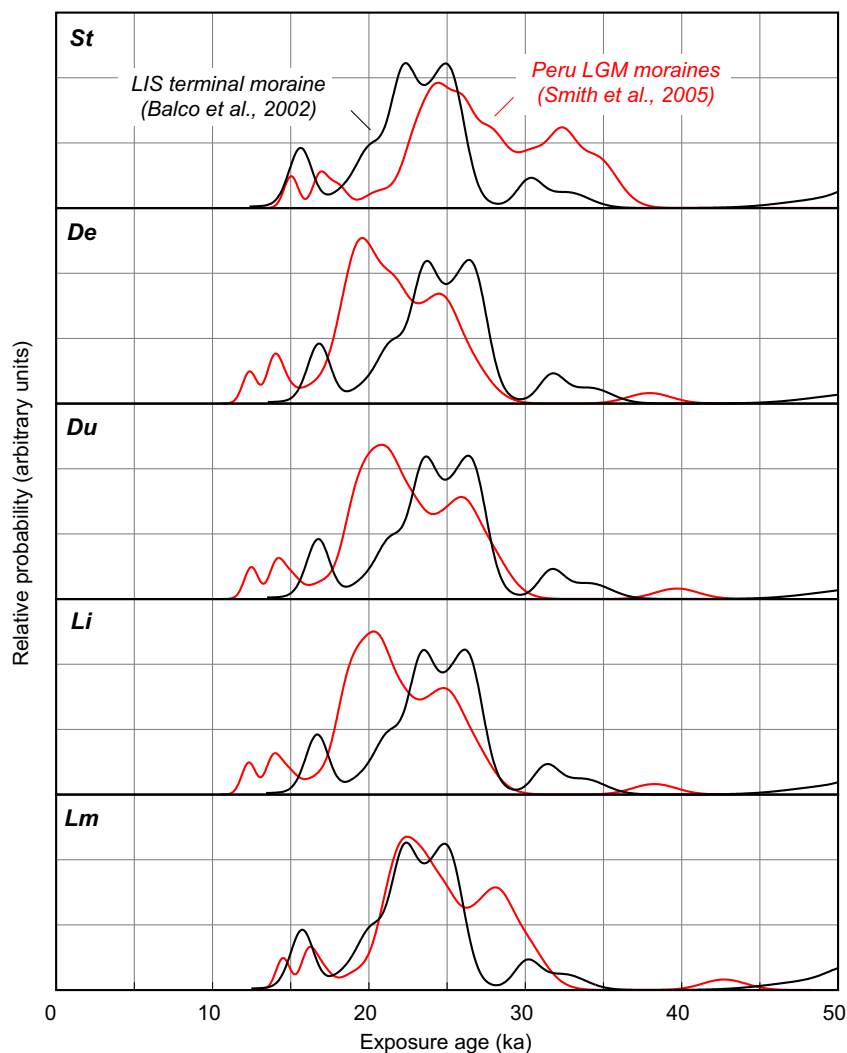 St
LIS terminal moraine
(Balco et al., 2002)
Peru LGM moraines
(Smith et al., 2005)
De
Du
Li
Lm
Relative probability (arbitrary units)
0 10 20 30 40 50
Exposure age (ka)